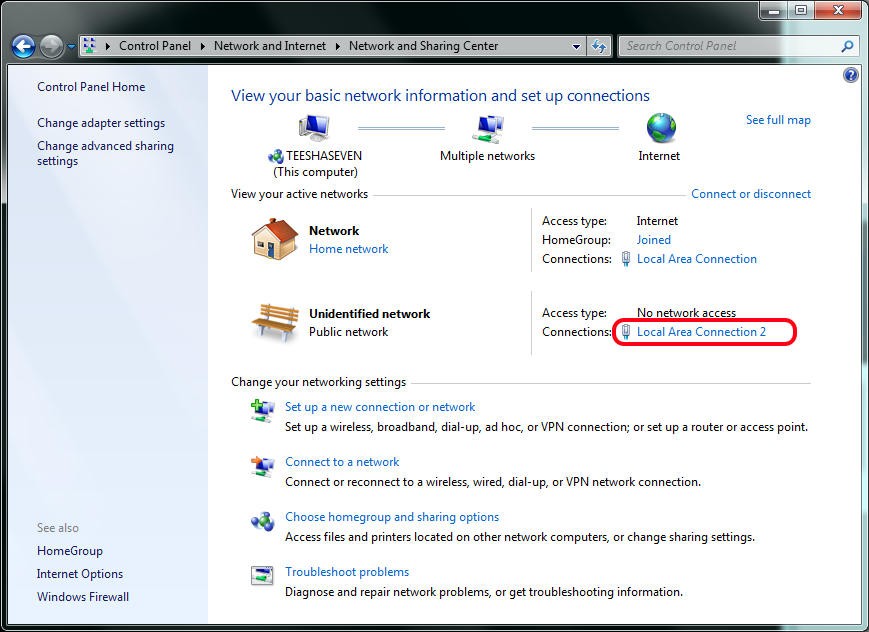 Control Panel ▸ Network and Internet ▸ Network and Sharing Center
Search Control Panel
Control Panel Home
Change adapter settings
Change advanced sharing
settings
See also
HomeGroup
Internet Options
Windows Firewall
View your basic network information and set up connections
See full map
TEESHASEVEN
(This computer)
Multiple networks
Internet
View your active networks
Connect or disconnect
Network
Home network
Access type: Internet
HomeGroup: Joined
Connections: Local Area Connection
Unidentified network
Public network
Access type: No network access
Connections: Local Area Connection 2
Change your networking settings
Set up a new connection or network
Set up a wireless, broadband, dial-up, ad hoc, or VPN connection; or set up a router or access point.
Connect to a network
Connect or reconnect to a wireless, wired, dial-up, or VPN network connection.
Choose homegroup and sharing options
Access files and printers located on other network computers, or change sharing settings.
Troubleshoot problems
Diagnose and repair network problems, or get troubleshooting information.